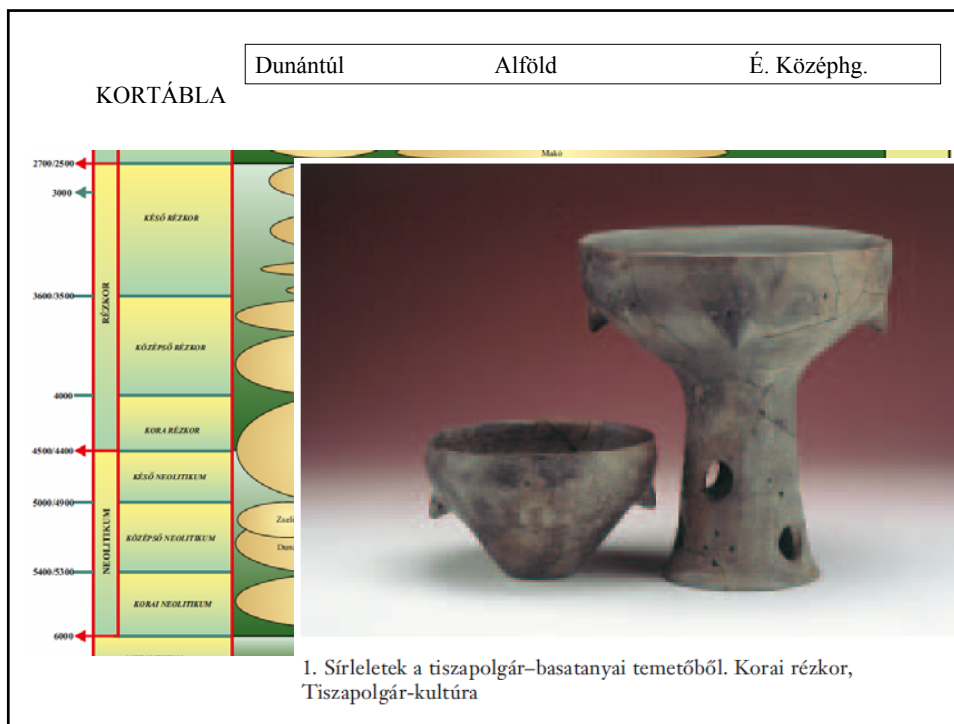 Dunántúl Alföld É. Középhg.
KORTÁBLA
Makó
2700/2500
3000
KÉSŐ RÉZKOR
3600/3500
RÉZKOR
KÖZÉPSŐ RÉZKOR
4000
KORA RÉZKOR
4500/4400
KÉSŐ NEOLITIKUM
5000/4900
NEOLITIKUM
KÖZÉPSŐ NEOLITIKUM
5400/5300
KORAI NEOLITIKUM
6000
1. Sírleletek a tiszapolgár–basatanyai temetőből. Korai rézkor,
Tiszapolgár-kultúra